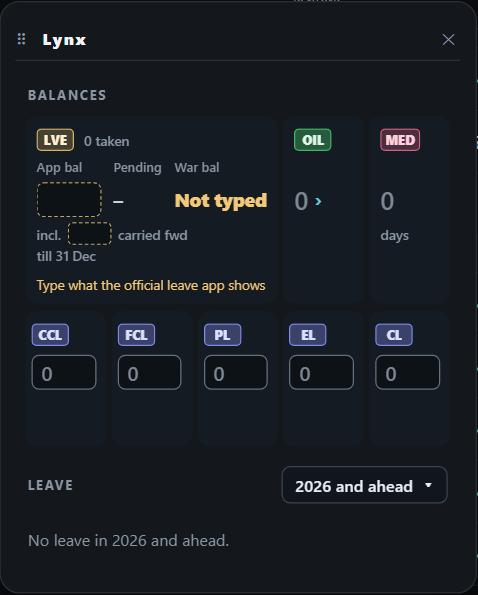 Lynx
BALANCES
LVE 0 taken
App bal Pending War bal
– Not typed
incl. carried fwd
till 31 Dec
Type what the official leave app shows
OIL
0 ›
MED
0
days
CCL FCL PL EL CL
0 0 0 0 0
LEAVE 2026 and ahead
No leave in 2026 and ahead.